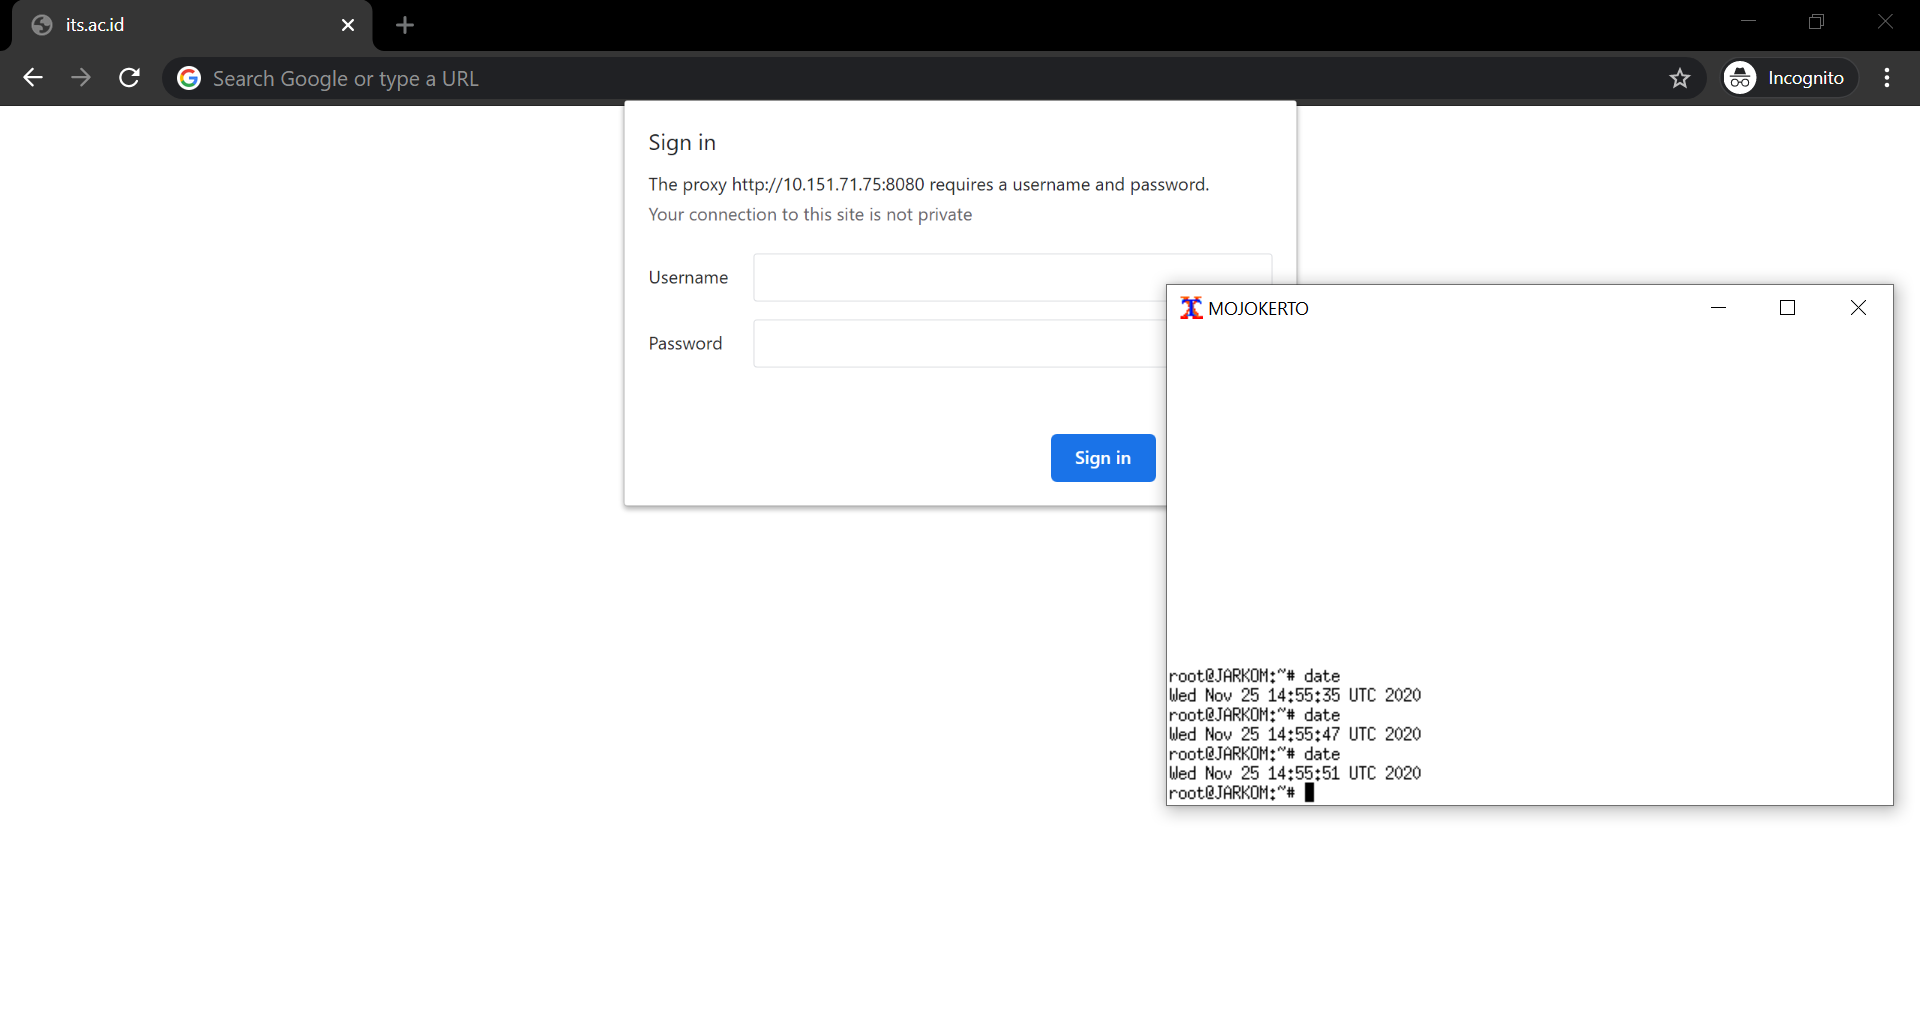 its.ac.id
Search Google or type a URL
Incognito
Sign in
The proxy http://10.151.71.75:8080 requires a username and password.
Your connection to this site is not private
Username
Password
Sign in
MOJOKERTO
root@JARKOM:~# date
Wed Nov 25 14:55:35 UTC 2020
root@JARKOM:~# date
Wed Nov 25 14:55:47 UTC 2020
root@JARKOM:~# date
Wed Nov 25 14:55:51 UTC 2020
root@JARKOM:~#